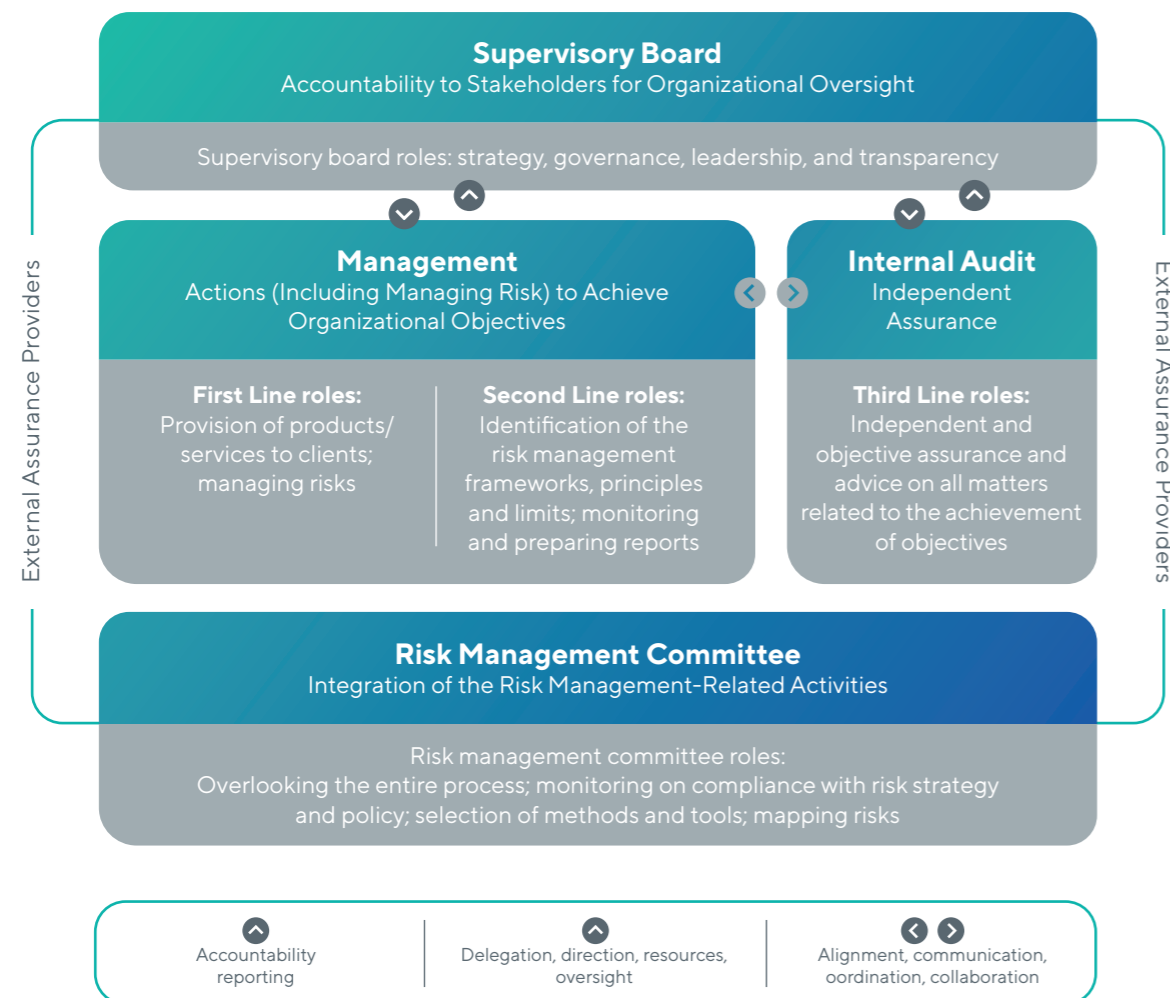 Supervisory Board
Accountability to Stakeholders for Organizational Oversight
Supervisory board roles: strategy, governance, leadership, and transparency
External Assurance Providers
Management
Actions (Including Managing Risk) to Achieve
Organizational Objectives
First Line roles:
Provision of products/
services to clients;
managing risks
Second Line roles:
Identification of the
risk management
frameworks, principles
and limits; monitoring
and preparing reports
Internal Audit
Independent
Assurance
Third Line roles:
Independent and
objective assurance and
advice on all matters
related to the achievement
of objectives
External Assurance Providers
Risk Management Committee
Integration of the Risk Management-Related Activities
Risk management committee roles:
Overlooking the entire process; monitoring on compliance with risk strategy
and policy; selection of methods and tools; mapping risks
Accountability
reporting
Delegation, direction, resources,
oversight
Alignment, communication,
oordination, collaboration